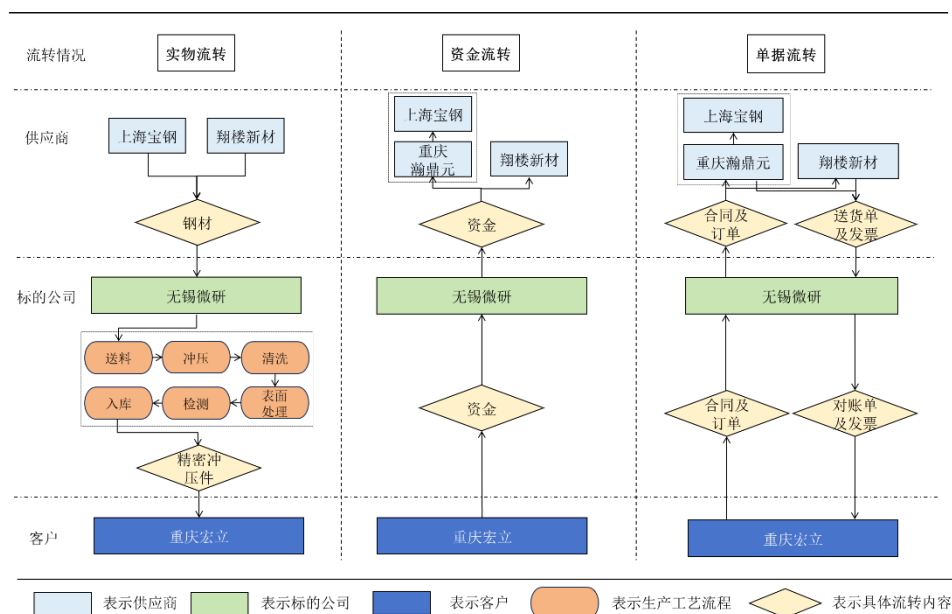 流转情况
实物流转
资金流转
单据流转
供应商
上海宝钢
翔楼新材
钢材
上海宝钢
重庆
瀚鼎元
翔楼新材
资金
上海宝钢
重庆瀚鼎元
翔楼新材
合同及
订单
送货单
及发票
标的公司
无锡微研
无锡微研
无锡微研
送料
冲压
清洗
入库
检测
表面
处理
精密冲
压件
资金
合同及
订单
对账单
及发票
客户
重庆宏立
重庆宏立
重庆宏立
表示供应商
表示标的公司
表示客户
表示生产工艺流程
表示具体流转内容